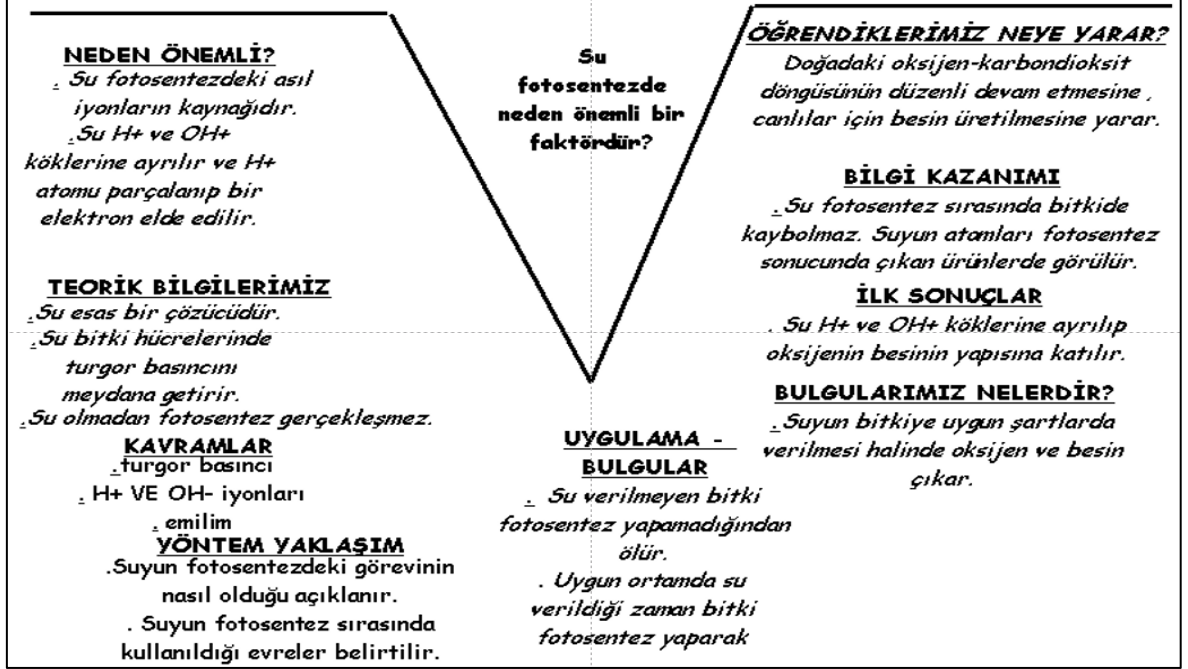 NEDEN ÖNEMLİ?
. Su fotosentezdeki asıl
iyonların kaynağıdır.
.Su H+ ve OH+
köklerine ayrılır ve H+
atomu parçalanıp bir
elektron elde edilir.
TEORİK BİLGİLERİMİZ
.Su esas bir çözücüdür.
.Su bitki hücrelerinde
turgor basıncını
meydana getirir.
.Su olmadan fotosentez gerçekleşmez.
KAVRAMLAR
.turgor basıncı
. H+ VE OH- iyonları
. emilim
YÖNTEM YAKLAŞIM
.Suyun fotosentezdeki görevinin
nasıl olduğu açıklanır.
. Suyun fotosentez sırasında
kullanıldığı evreler belirtilir.
Su
fotosentezde
neden önemli bir
faktördür?
UYGULAMA -
BULGULAR
. Su verilmeyen bitki
fotosentez yapamadığından
ölür.
. Uygun ortamda su
verildiği zaman bitki
fotosentez yaparak
ÖĞRENDİKLERİMİZ NEYE YARAR?
Doğadaki oksijen-karbondioksit
döngüsünün düzenli devam etmesine ,
canlılar için besin üretilmesine yarar.
BİLGİ KAZANIMI
.Su fotosentez sırasında bitkide
kaybolmaz. Suyun atomları fotosentez
sonucunda çıkan ürünlerde görülür.
İLK SONUÇLAR
. Su H+ ve OH+ köklerine ayrılıp
oksijenin besinin yapısına katılır.
BULGULARIMIZ NELERDİR?
.Suyun bitkiye uygun şartlarda
verilmesi halinde oksijen ve besin
çıkar.